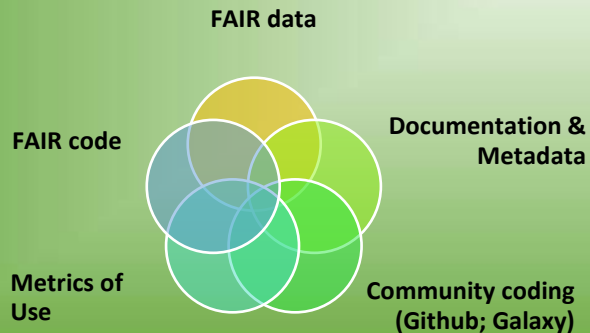 FAIR data
FAIR code
Documentation &
Metadata
Metrics of
Use
Community coding
(Github; Galaxy)